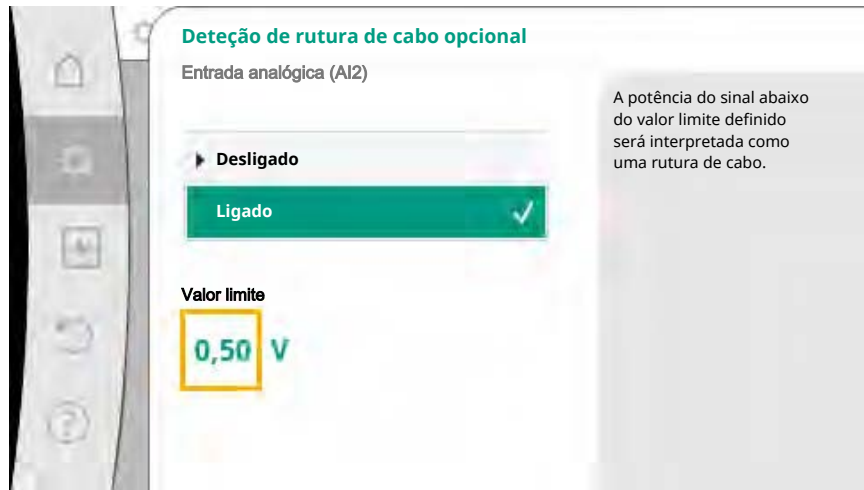 Deteção de rutura de cabo opcional
Entrada analógica (AI2)
A potência do sinal abaixo
do valor limite definido
será interpretada como
uma rutura de cabo.
Desligado
Ligado
Valor limite
0,50 V